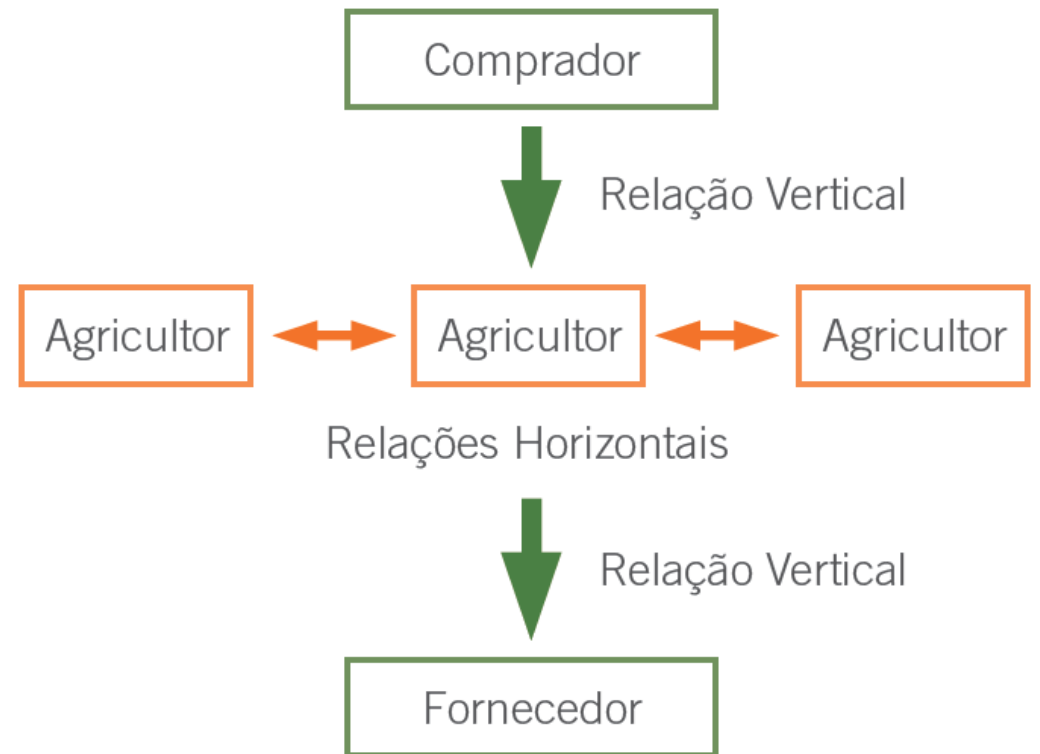 Comprador
Relação Vertical
Agricultor Agricultor Agricultor
Relações Horizontais
Relação Vertical
Fornecedor